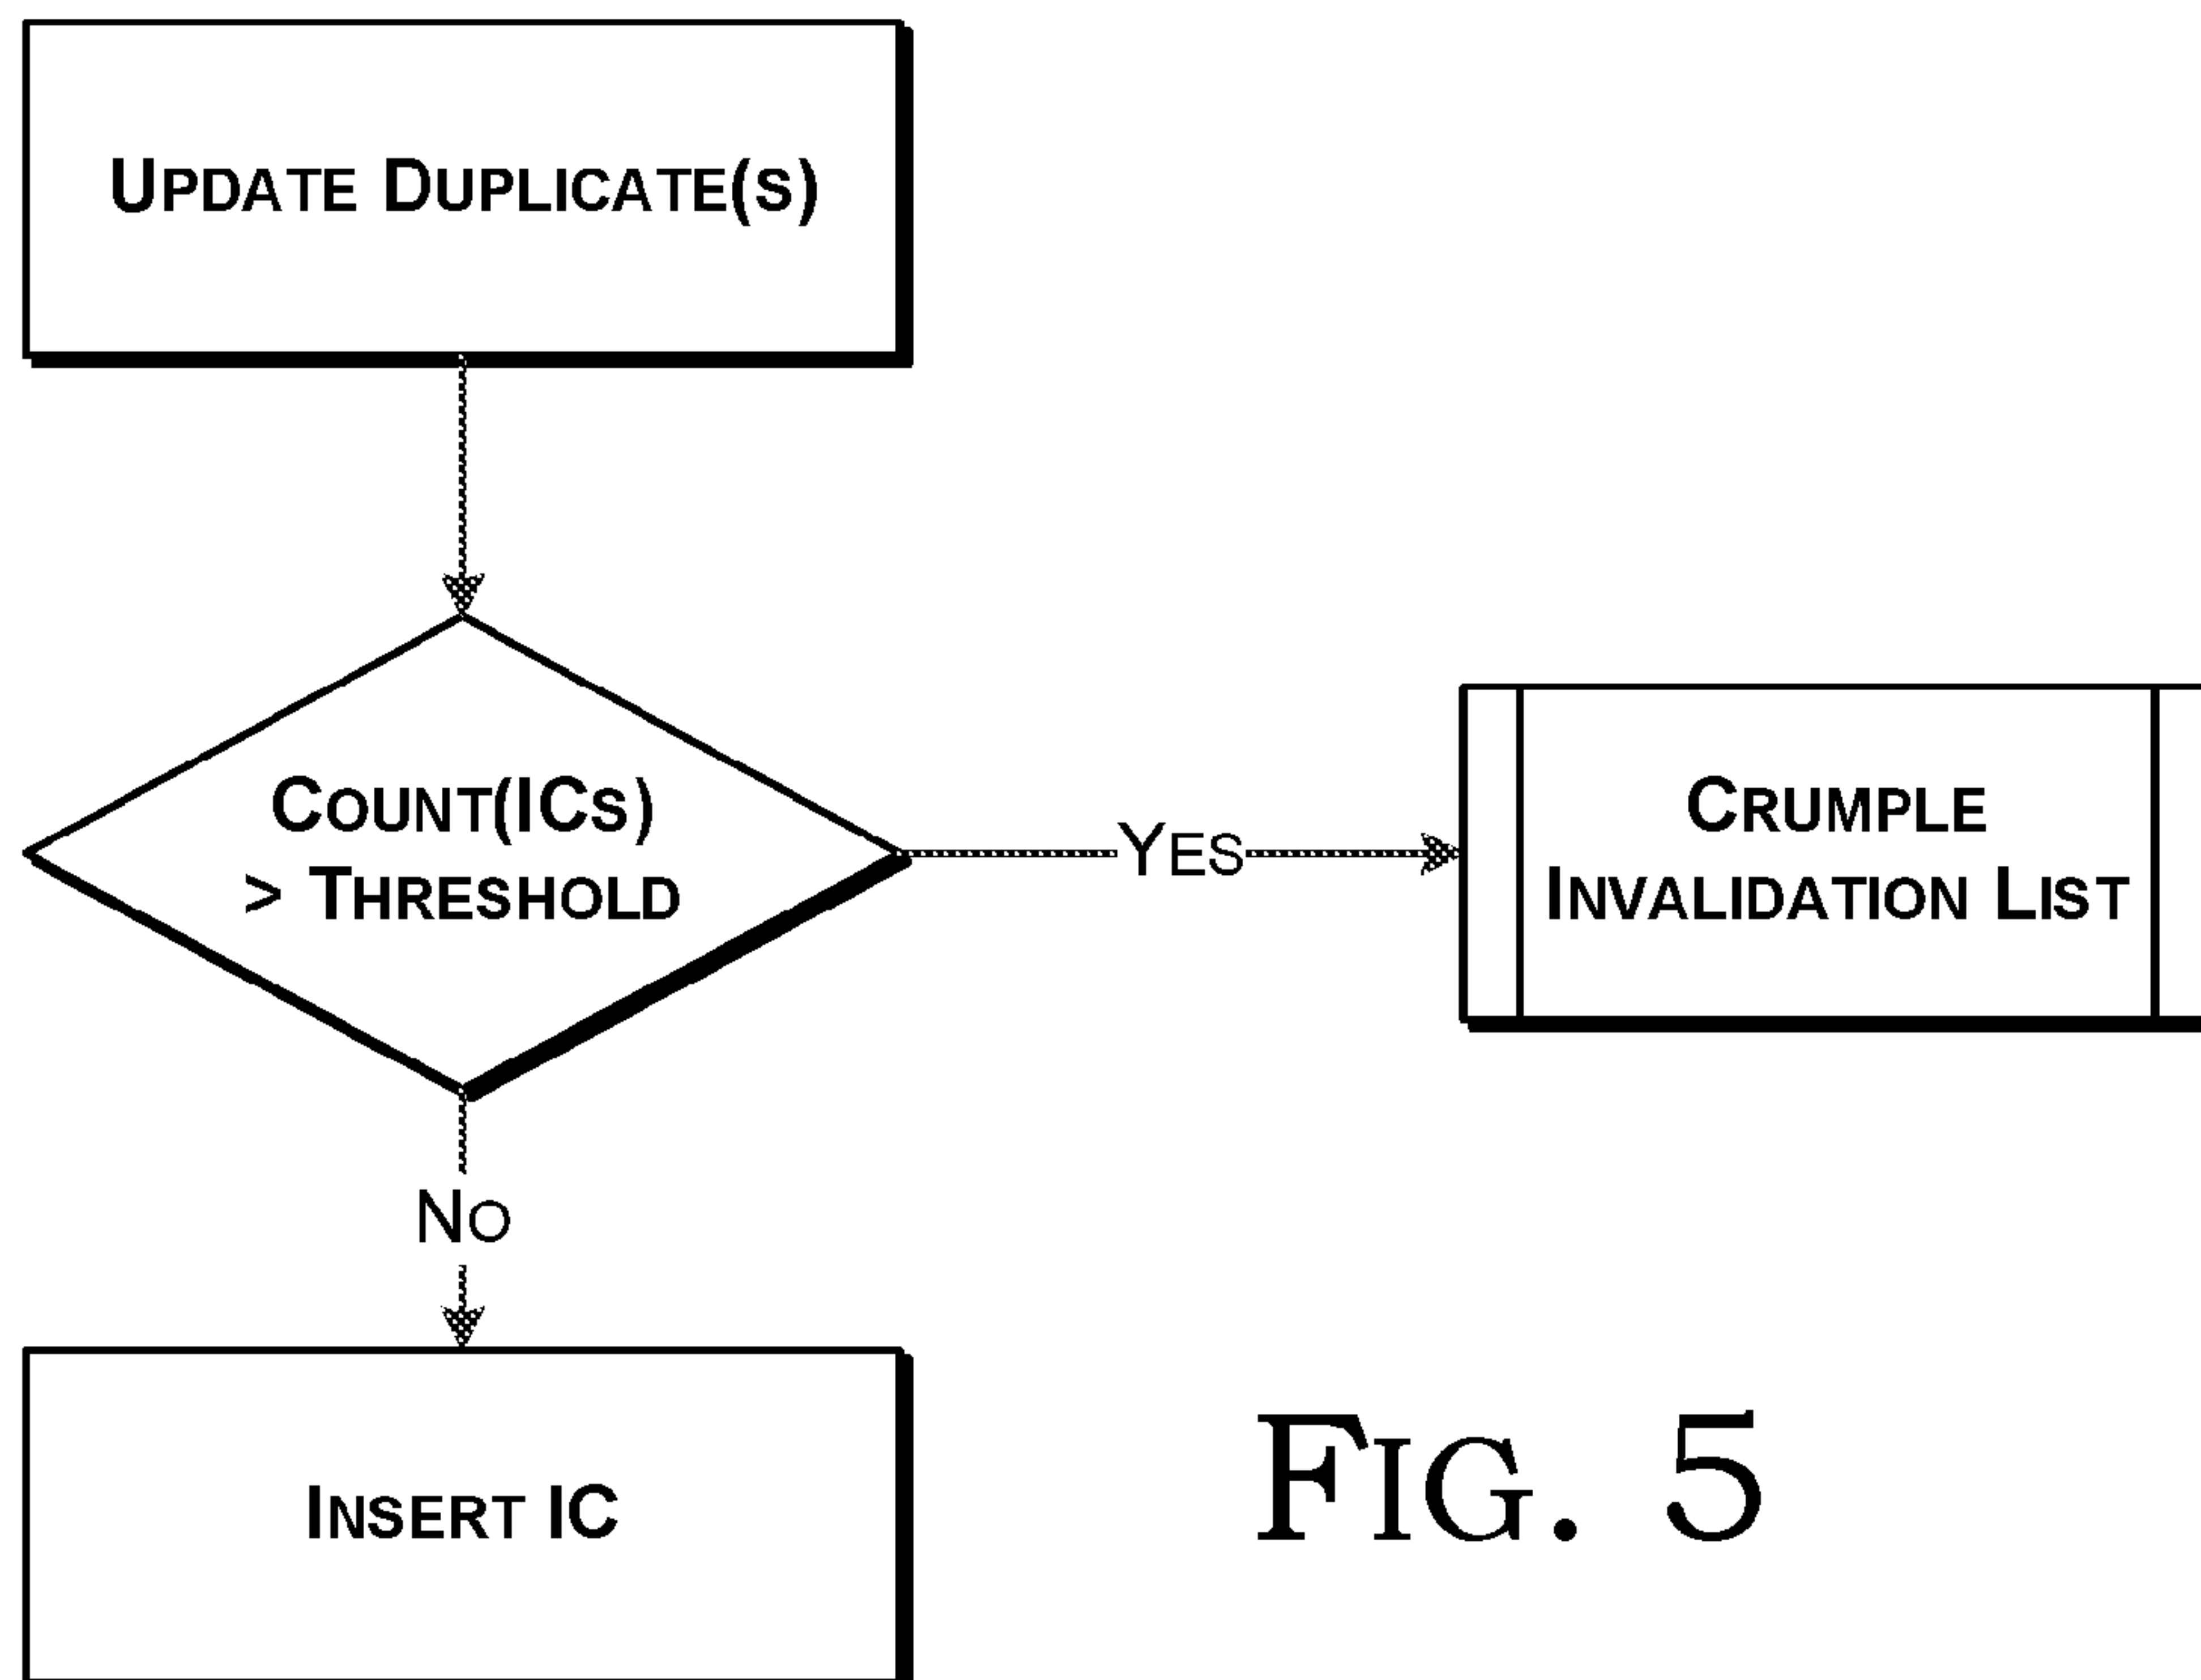 UPDATE DUPLICATE(S)
COUNT(ICS)
> THRESHOLD
YES
CRUMPLE
INVALIDATION LIST
NO
INSERT IC
FIG. 5